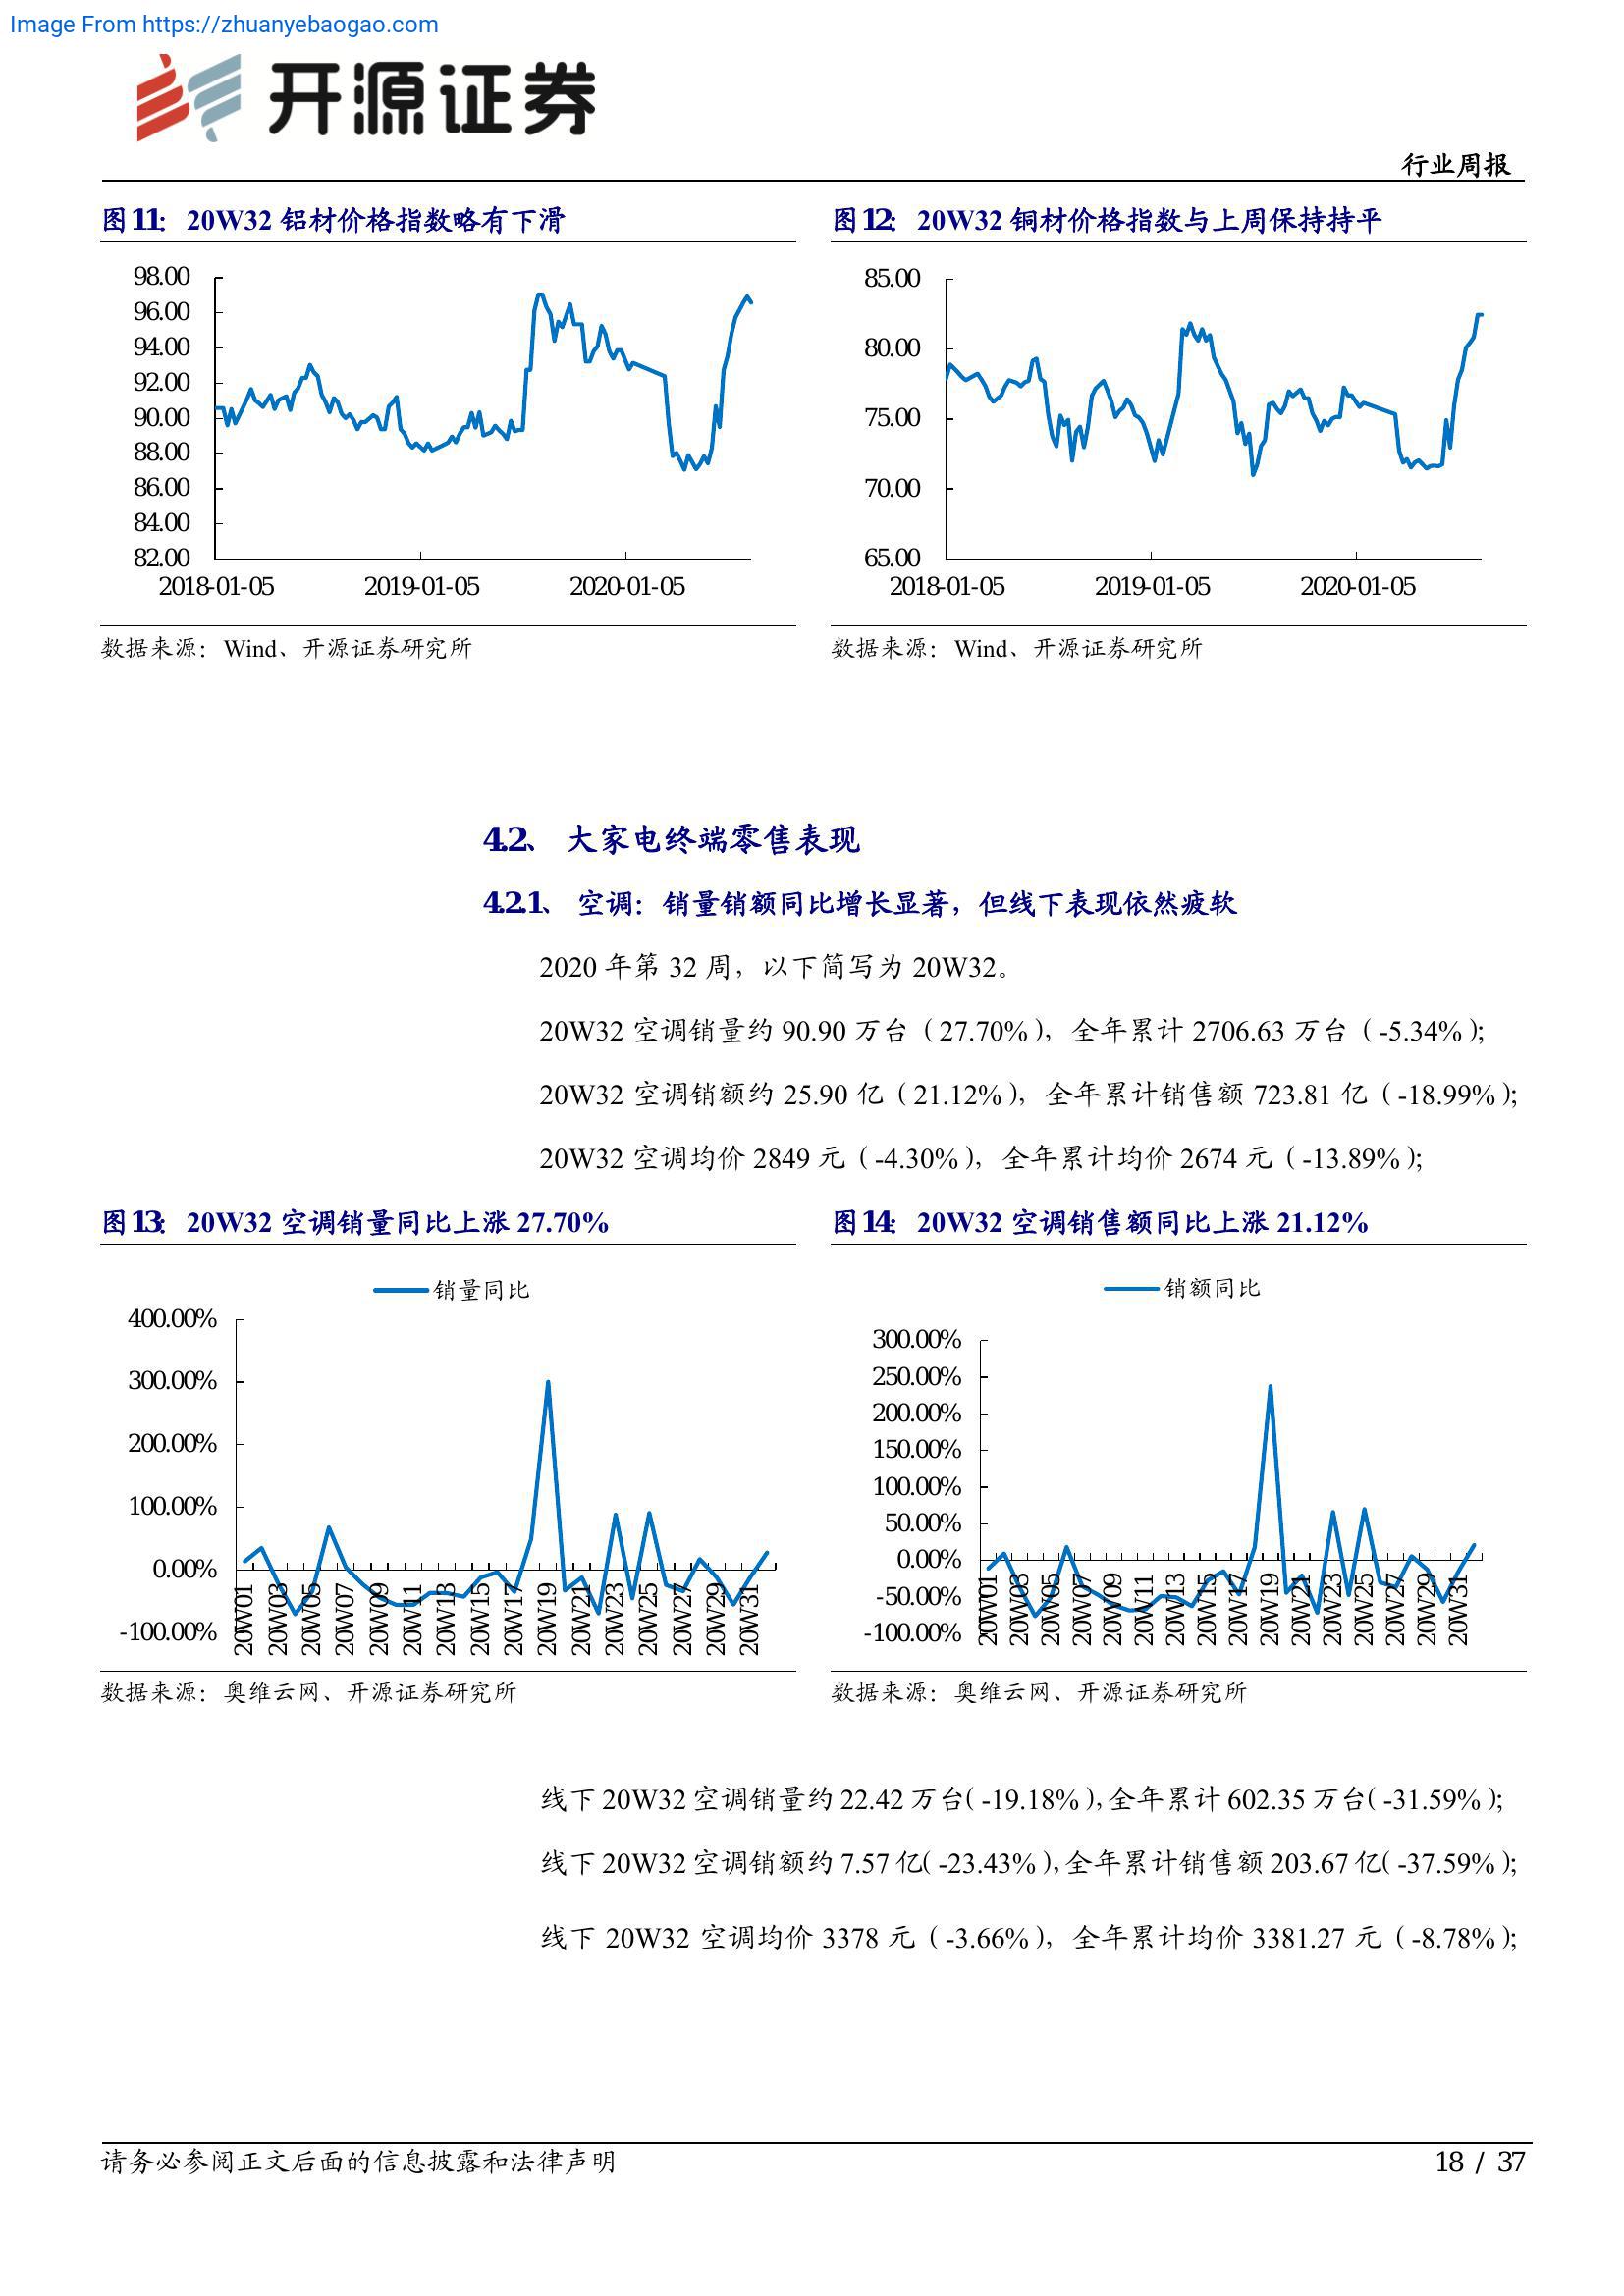 Image From https://zhuanyebaogao.com
开源证券
行业周报
图11： 20W32 铝材价格指数略有下滑
98.00
96.00
94.00
92.00
90.00
88.00
86.00
84.00
82.00
2018-01-05 2019-01-05 2020-01-05
数据来源：Wind、开源证券研究所
图12： 20W32 铜材价格指数与上周保持持平
85.00
80.00
75.00
70.00
65.00
2018-01-05 2019-01-05 2020-01-05
数据来源：Wind、开源证券研究所
4.2、 大家电终端零售表现
4.2.1、 空调：销量销额同比增长显著，但线下表现依然疲软
2020 年第 32 周，以下简写为 20W32。
20W32 空调销量约 90.90 万台（27.70%），全年累计 2706.63 万台（-5.34%）;
20W32 空调销额约 25.90 亿（21.12%），全年累计销售额 723.81 亿（-18.99%）;
20W32 空调均价 2849 元（-4.30%），全年累计均价 2674 元（-13.89%）;
图13： 20W32 空调销量同比上涨 27.70%
销量同比
400.00%
300.00%
200.00%
100.00%
0.00%
-100.00%
20W01 20W03 20W05 20W07 20W09 20W11 20W13 20W15 20W17 20W19 20W21 20W23 20W25 20W27 20W29 20W31
数据来源：奥维云网、开源证券研究所
图14： 20W32 空调销售额同比上涨 21.12%
销额同比
300.00%
250.00%
200.00%
150.00%
100.00%
50.00%
0.00%
-50.00%
-100.00%
20W01 20W03 20W05 20W07 20W09 20W11 20W13 20W15 20W17 20W19 20W21 20W23 20W25 20W27 20W29 20W31
数据来源：奥维云网、开源证券研究所
线下 20W32 空调销量约 22.42 万台（-19.18%），全年累计 602.35 万台（-31.59%）;
线下 20W32 空调销额约 7.57 亿（-23.43%），全年累计销售额 203.67 亿（-37.59%）;
线下 20W32 空调均价 3378 元（-3.66%），全年累计均价 3381.27 元（-8.78%）;
请务必参阅正文后面的信息披露和法律声明
18 / 37